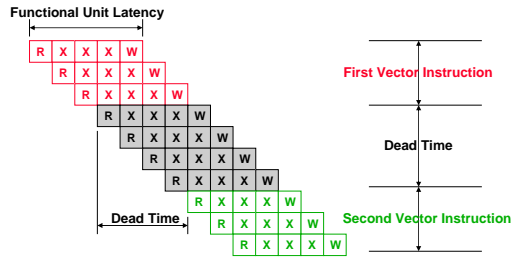 Functional Unit Latency
R X X X W
R X X X W
First Vector Instruction
R X X X W
R X X X W
R X X X W
Dead Time
R X X X W
R X X X W
R X X X W
Dead Time
R X X X W
Second Vector Instruction
R X X X W